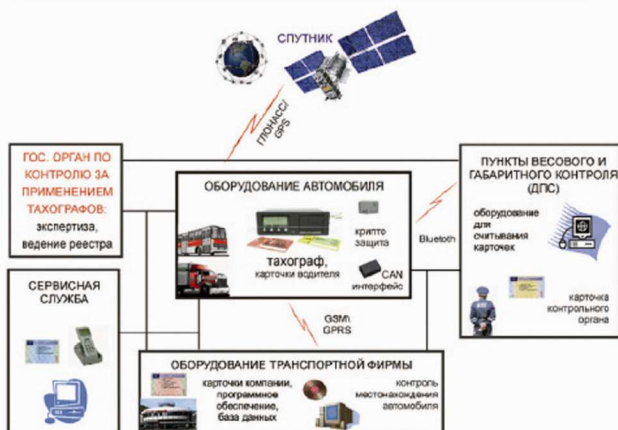 СПУТНИК
ГЛОНАСС/
GPS
ГОС. ОРГАН ПО
КОНТРОЛЮ ЗА
ПРИМЕНЕНИЕМ
ТАХОГРАФОВ:
экспертиза,
ведение реестра
ОБОРУДОВАНИЕ АВТОМОБИЛЯ
крипто
защита
тахограф,
карточки водителя
CAN
интерфейс
Bluetoth
ПУНКТЫ ВЕСОВОГО И
ГАБАРИТНОГО КОНТРОЛЯ
(ДПС)
оборудование
для
считывания
карточек
карточка
контрольного
органа
СЕРВИСНАЯ
СЛУЖБА
GSM\
GPRS
ОБОРУДОВАНИЕ ТРАНСПОРТНОЙ ФИРМЫ
карточки компании,
программное
обеспечение,
база данных
контроль
местонахождения
автомобиля